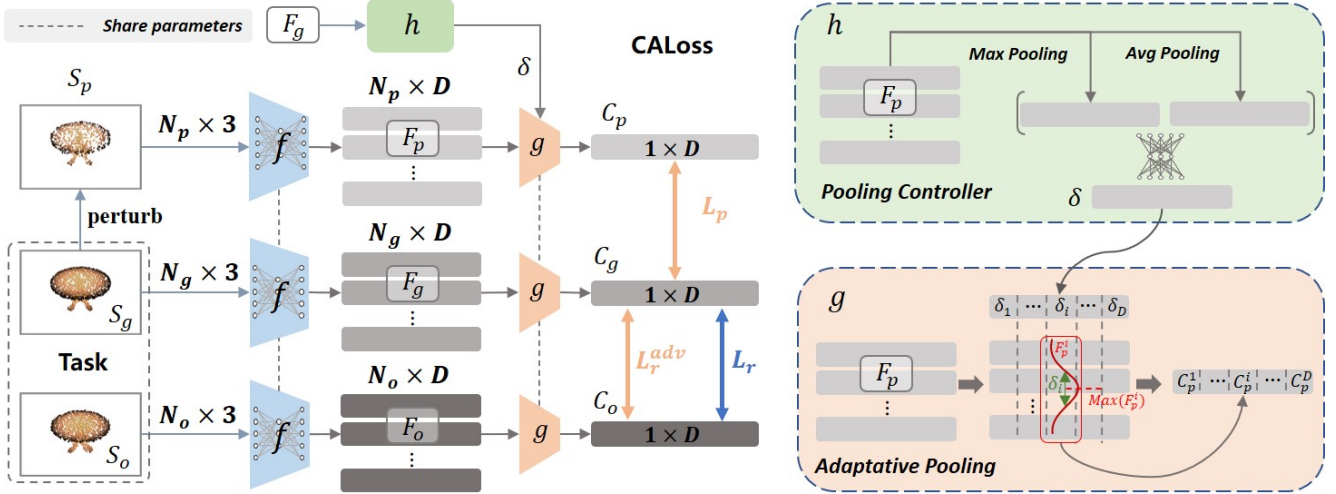 Share parameters
F_g
h
δ
CALoss
S_p
N_p × 3
f
N_p × D
F_p
⋮
g
C_p
1 × D
L_p
perturb
N_g × 3
S_g
f
N_g × D
F_g
⋮
g
C_g
1 × D
Task
L_r^{adv}
L_r
N_o × 3
S_o
f
N_o × D
F_o
⋮
g
C_o
1 × D
h
Max Pooling
Avg Pooling
F_p
⋮
Pooling Controller
δ
g
δ_1 ⋯ δ_i ⋯ δ_D
F_p
⋮
F_p^i
δ_i
⋮
Max(F_p^i)
C_p^1 ⋯ C_p^i ⋯ C_p^D
Adaptative Pooling